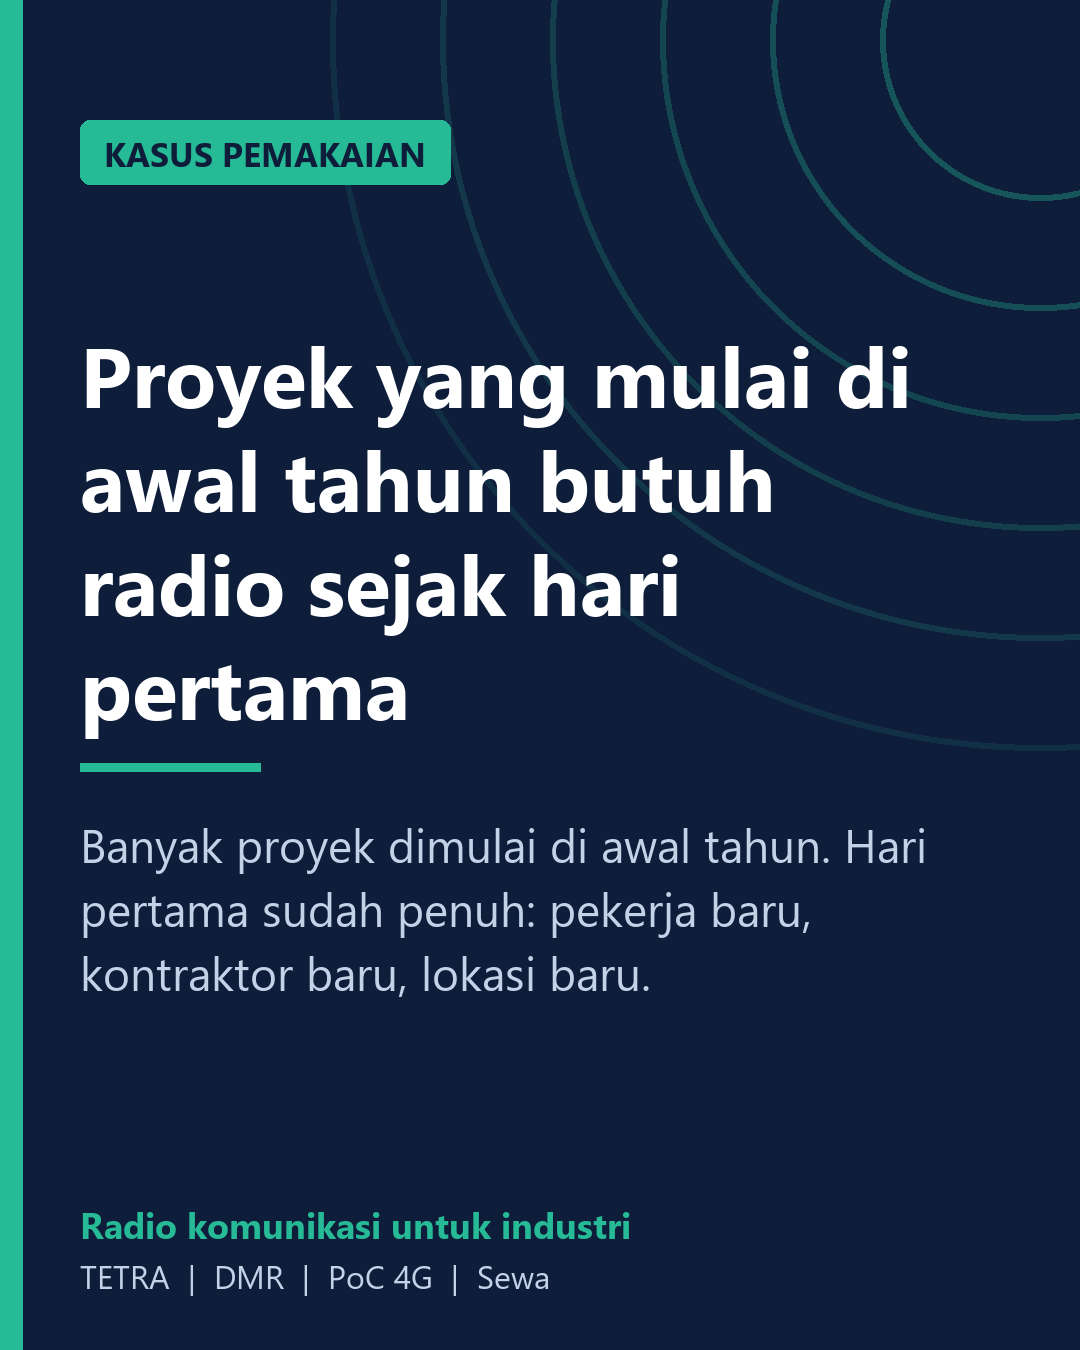 KASUS PEMAKAIAN
Proyek yang mulai di
awal tahun butuh
radio sejak hari
pertama
Banyak proyek dimulai di awal tahun. Hari
pertama sudah penuh: pekerja baru,
kontraktor baru, lokasi baru.
Radio komunikasi untuk industri
TETRA | DMR | PoC 4G | Sewa